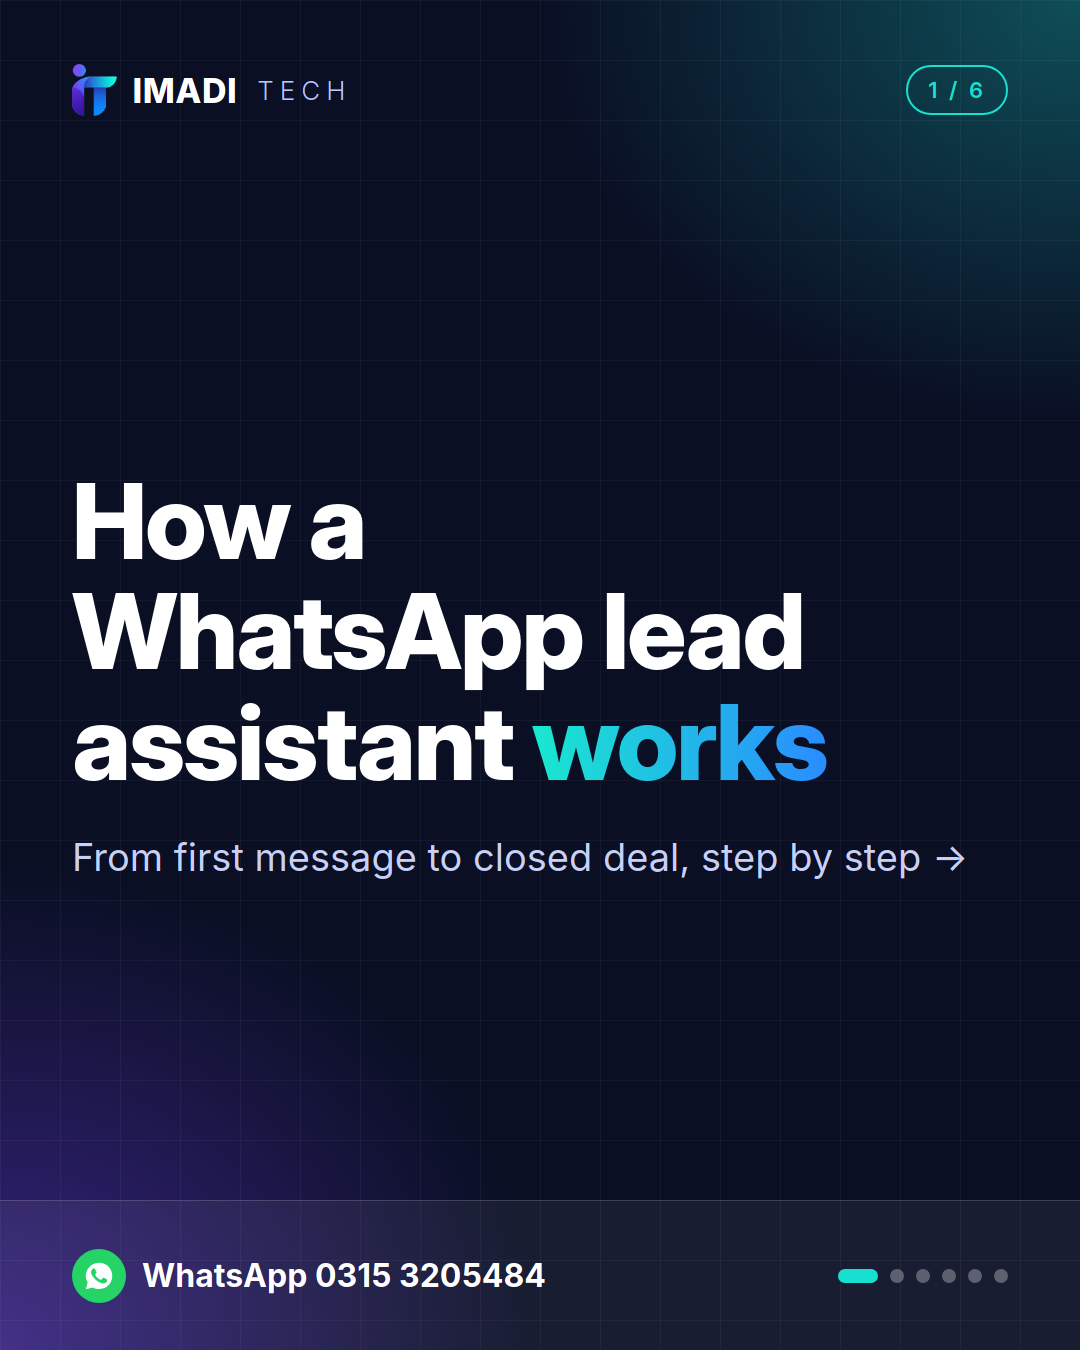 IMADI TECH
1 / 6
How a
WhatsApp lead
assistant works
From first message to closed deal, step by step →
WhatsApp 0315 3205484